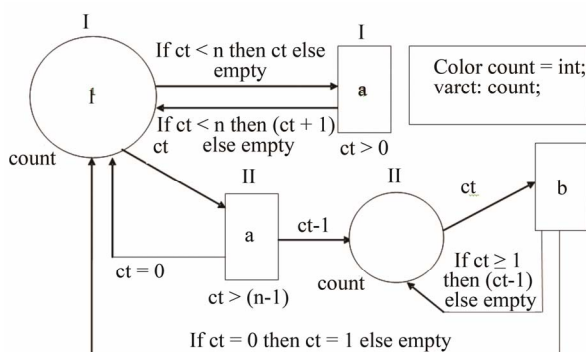 I
I
If ct < n then ct else
empty
1
a
Color count = int;
varct: count;
If ct < n then (ct + 1)
else empty
ct
count
ct > 0
II
II
ct
b
a
ct-1
ct = 0
count
If ct ≥ 1
then (ct-1)
else empty
ct > (n-1)
If ct = 0 then ct = 1 else empty